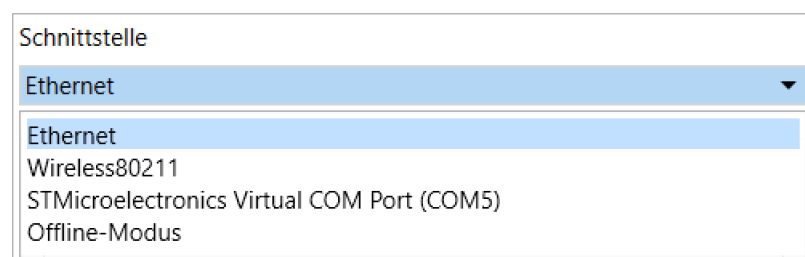 Schnittstelle
Ethernet
Ethernet
Wireless80211
STMicroelectronics Virtual COM Port (COM5)
Offline-Modus